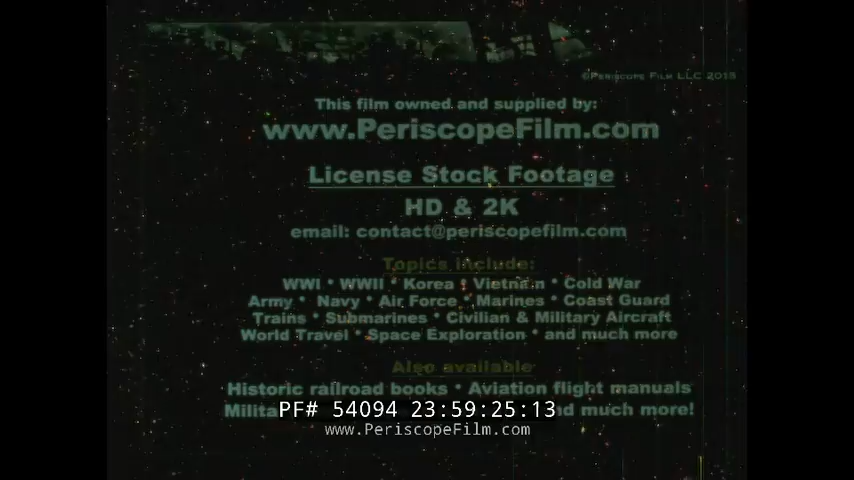 ©Periscope Film LLC 2015
This film owned and supplied by:
www.PeriscopeFilm.com
License Stock Footage
HD & 2K
email: contact@periscopefilm.com
Topics include:
WWI * WWII * Korea * Vietnam * Cold War
Army * Navy * Air Force * Marines * Coast Guard
Trains * Submarines * Civilian & Military Aircraft
World Travel * Space Exploration * and much more
Also available
Historic railroad books * Aviation flight manuals
and much more!
PF# 54094 23:59:25:13
www.PeriscopeFilm.com